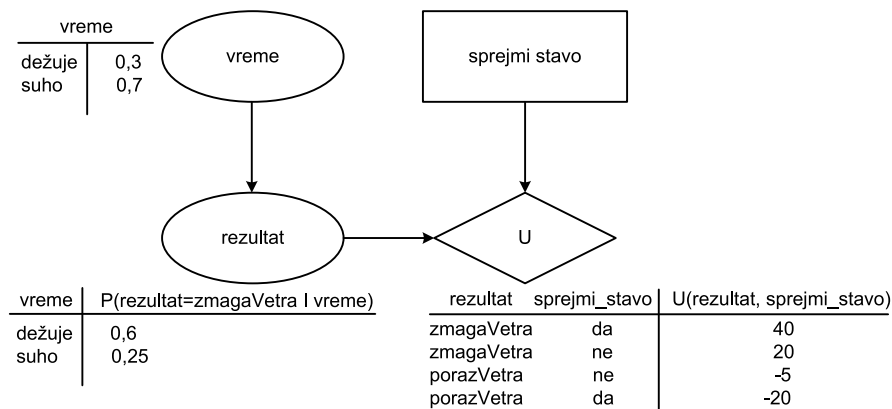 vreme
dežuje 0,3
suho 0,7
vreme
sprejmi stavo
rezultat
U
vreme P(rezultat=zmagaVetra I vreme)
dežuje 0,6
suho 0,25
rezultat sprejmi_stavo U(rezultat, sprejmi_stavo)
zmagaVetra da 40
zmagaVetra ne 20
porazVetra ne -5
porazVetra da -20